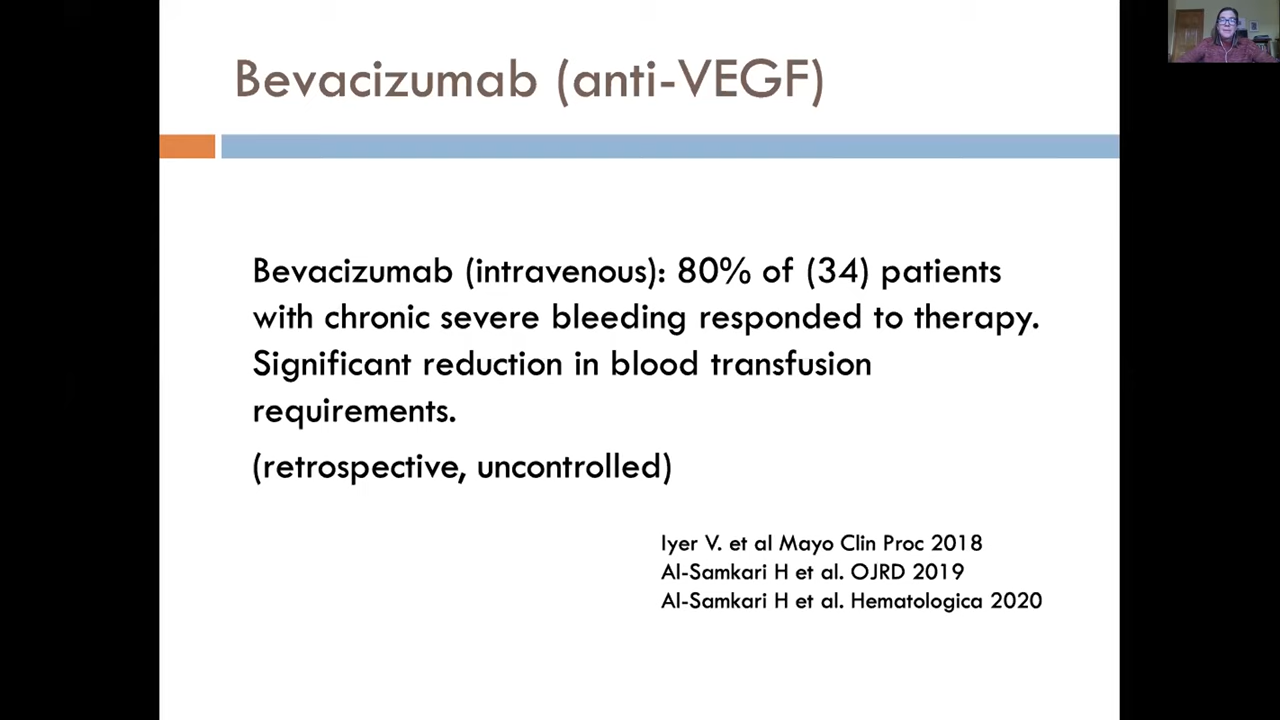 Bevacizumab (anti-VEGF)
Bevacizumab (intravenous): 80% of (34) patients
with chronic severe bleeding responded to therapy.
Significant reduction in blood transfusion
requirements.
(retrospective, uncontrolled)
Iyer V. et al Mayo Clin Proc 2018
Al-Samkari H et al. OJRD 2019
Al-Samkari H et al. Hematologica 2020